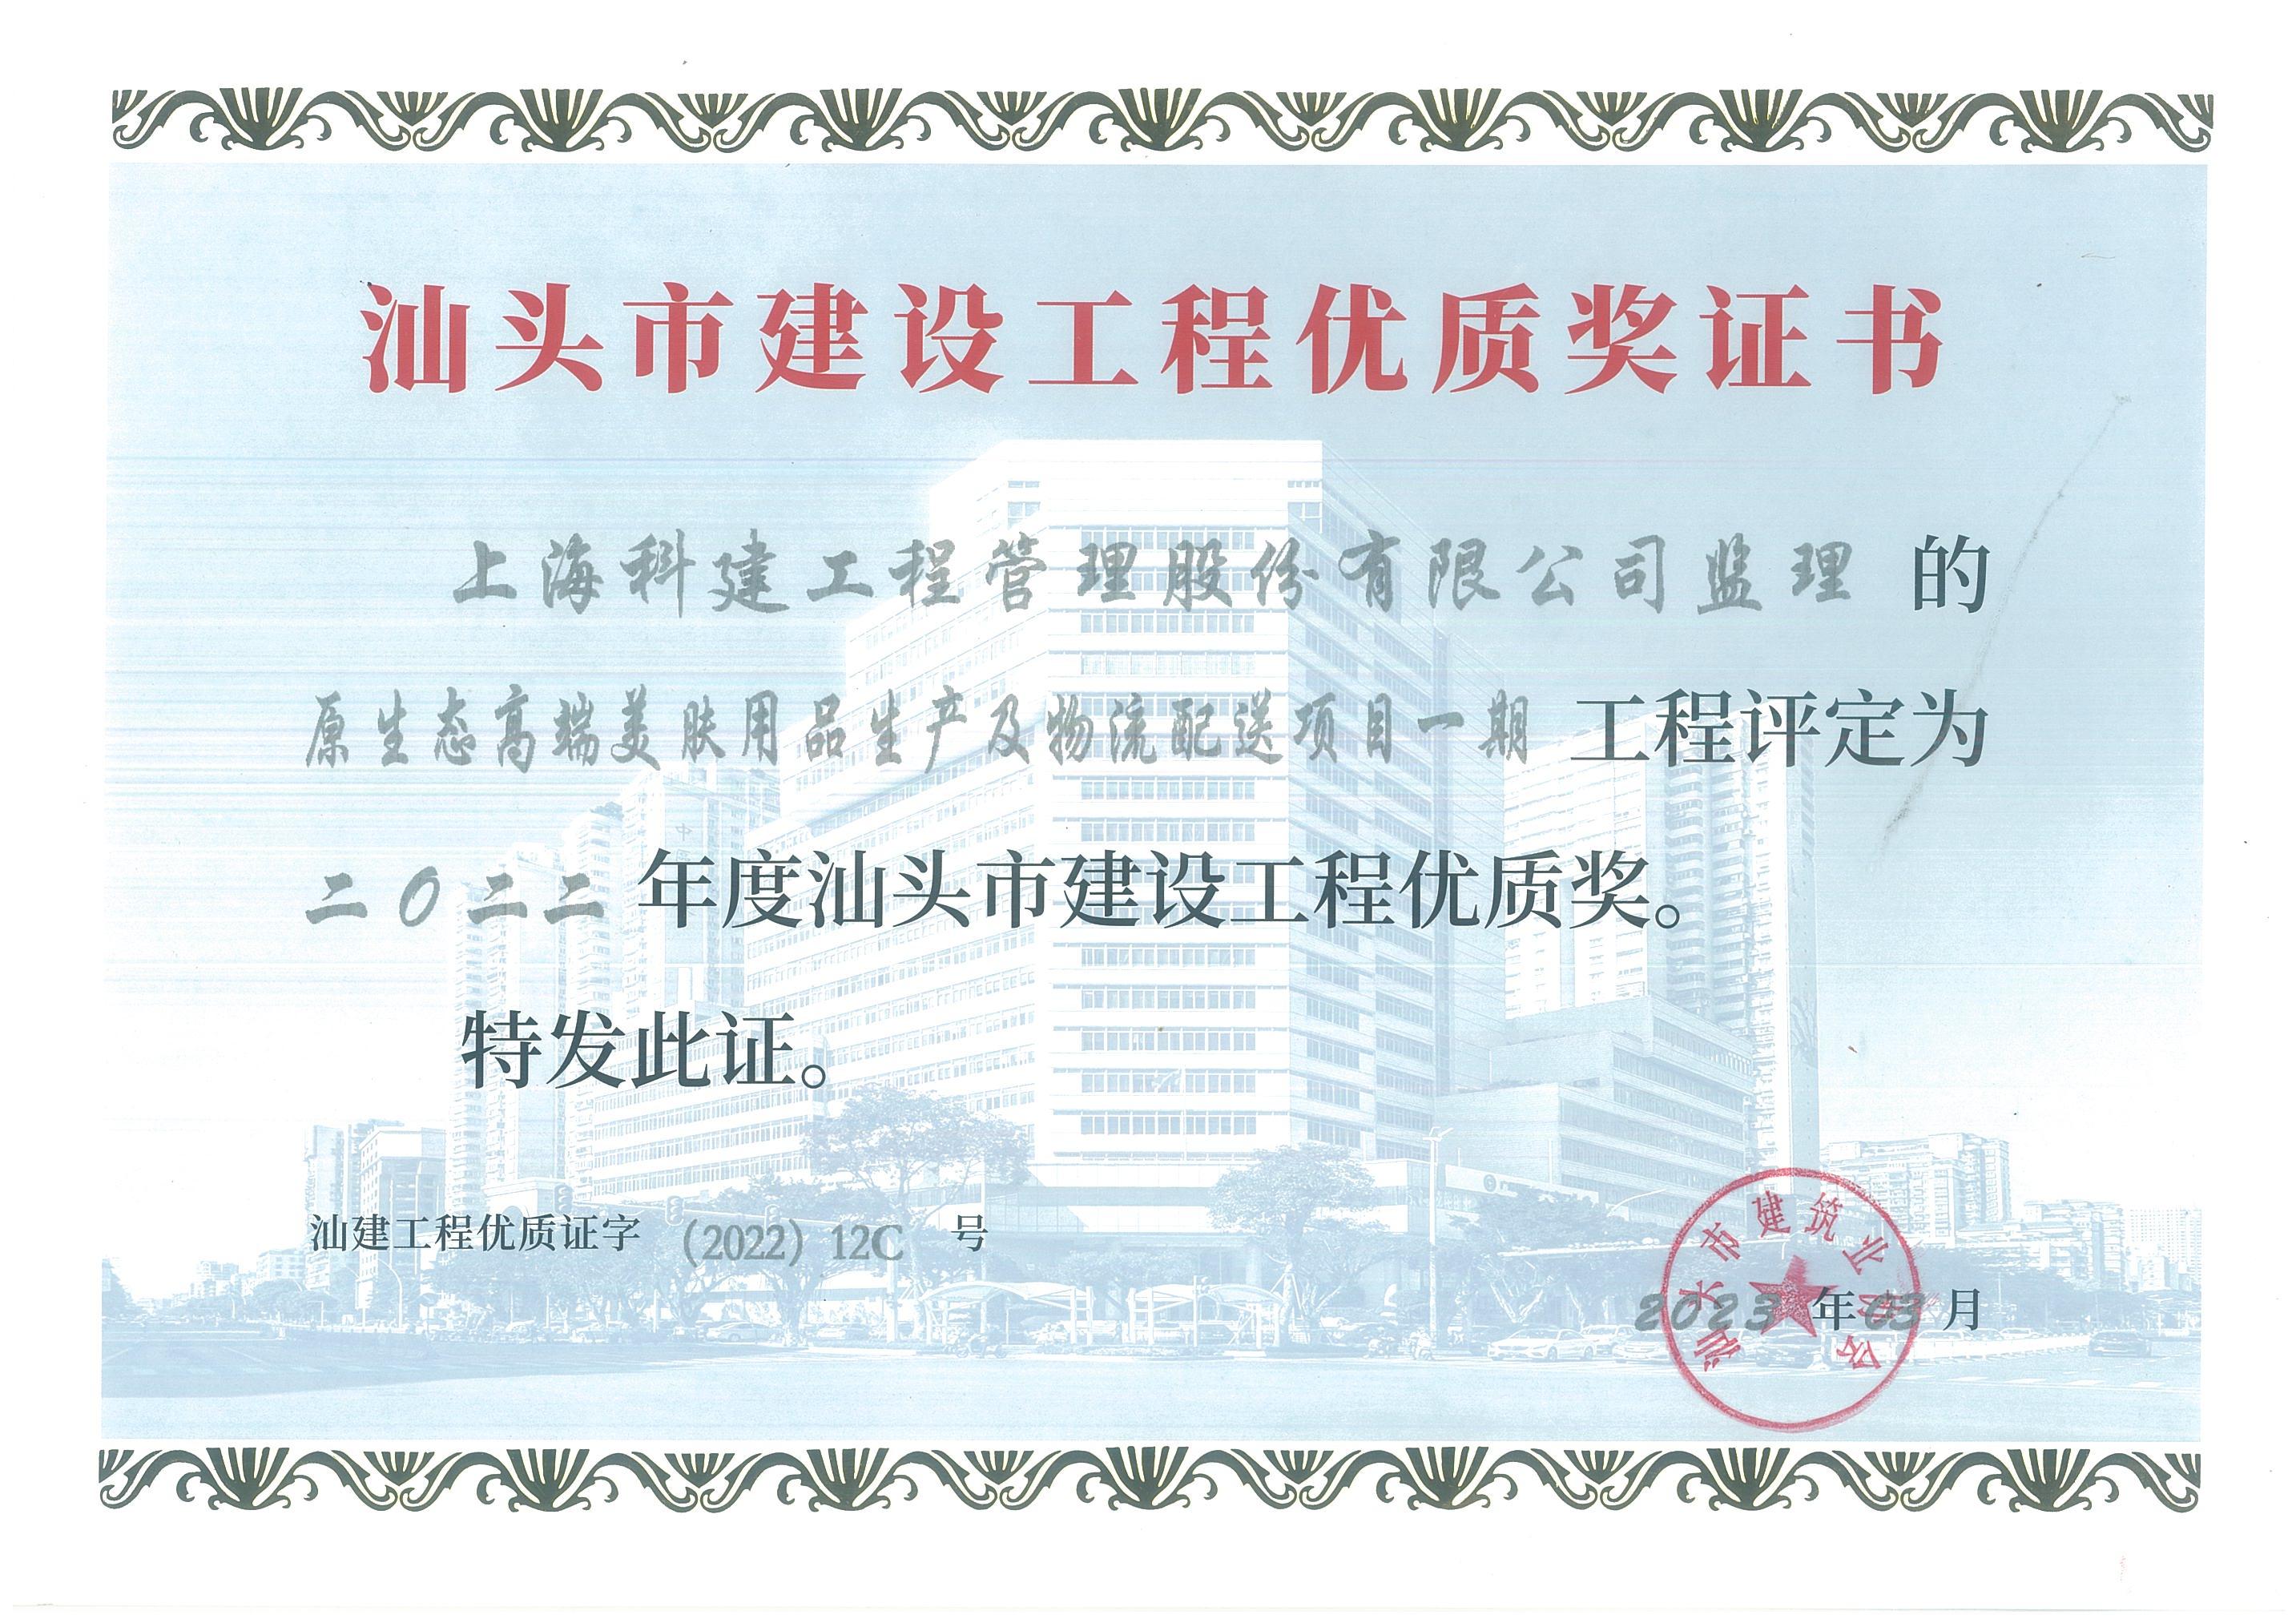 汕头市建设工程优质奖证书
上海科建工程管理股份有限公司监理 的
原生态高端美肤用品生产及物流配送项目一期 工程评定为
二〇二二 年度汕头市建设工程优质奖。
特发此证。
汕建工程优质证字 (2022) 12C 号
汕头市建筑业协会
2023 年 03 月